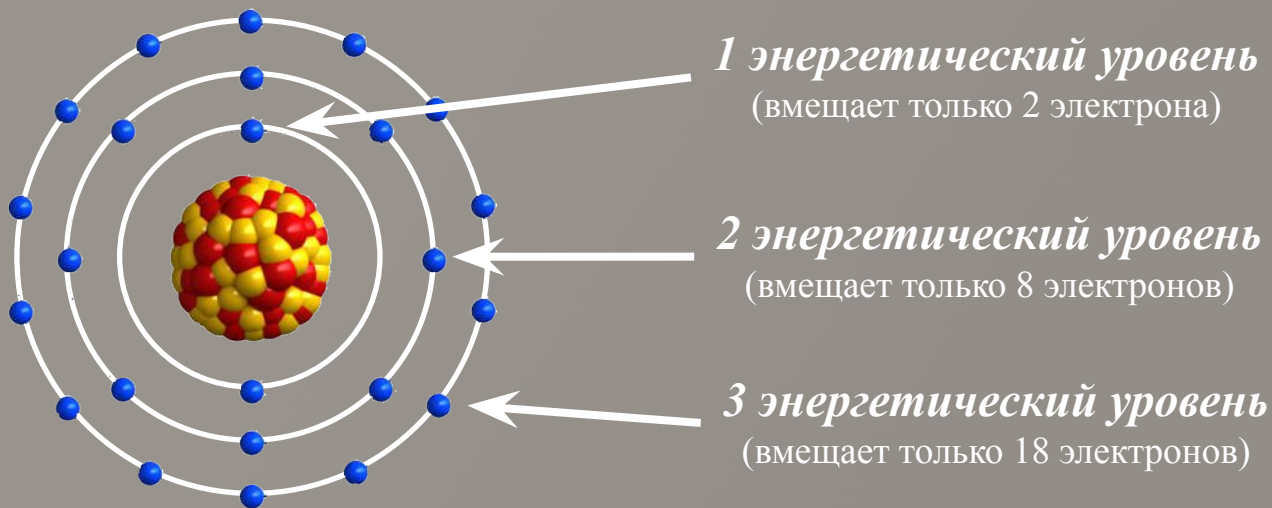 1 энергетический уровень
(вмещает только 2 электрона)
2 энергетический уровень
(вмещает только 8 электронов)
3 энергетический уровень
(вмещает только 18 электронов)